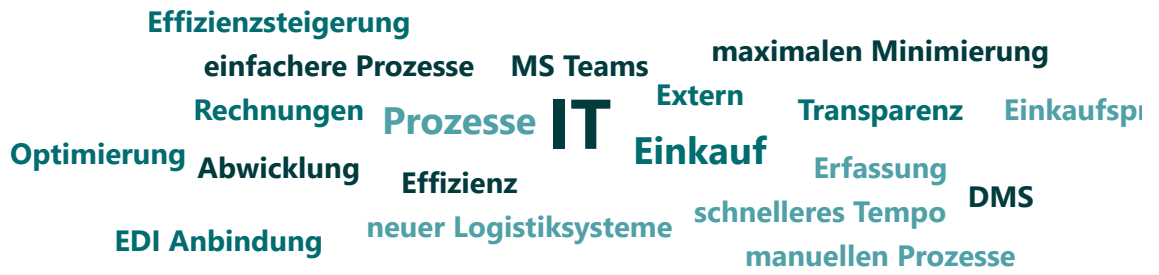 Effizienzsteigerung
einfachere Prozesse
MS Teams
maximalen Minimierung
Rechnungen
Prozesse
IT
Extern
Transparenz
Optimierung
Abwicklung
Effizienz
Einkauf
Erfassung
DMS
EDI Anbindung
neuer Logistiksysteme
schnelleres Tempo
manuellen Prozesse